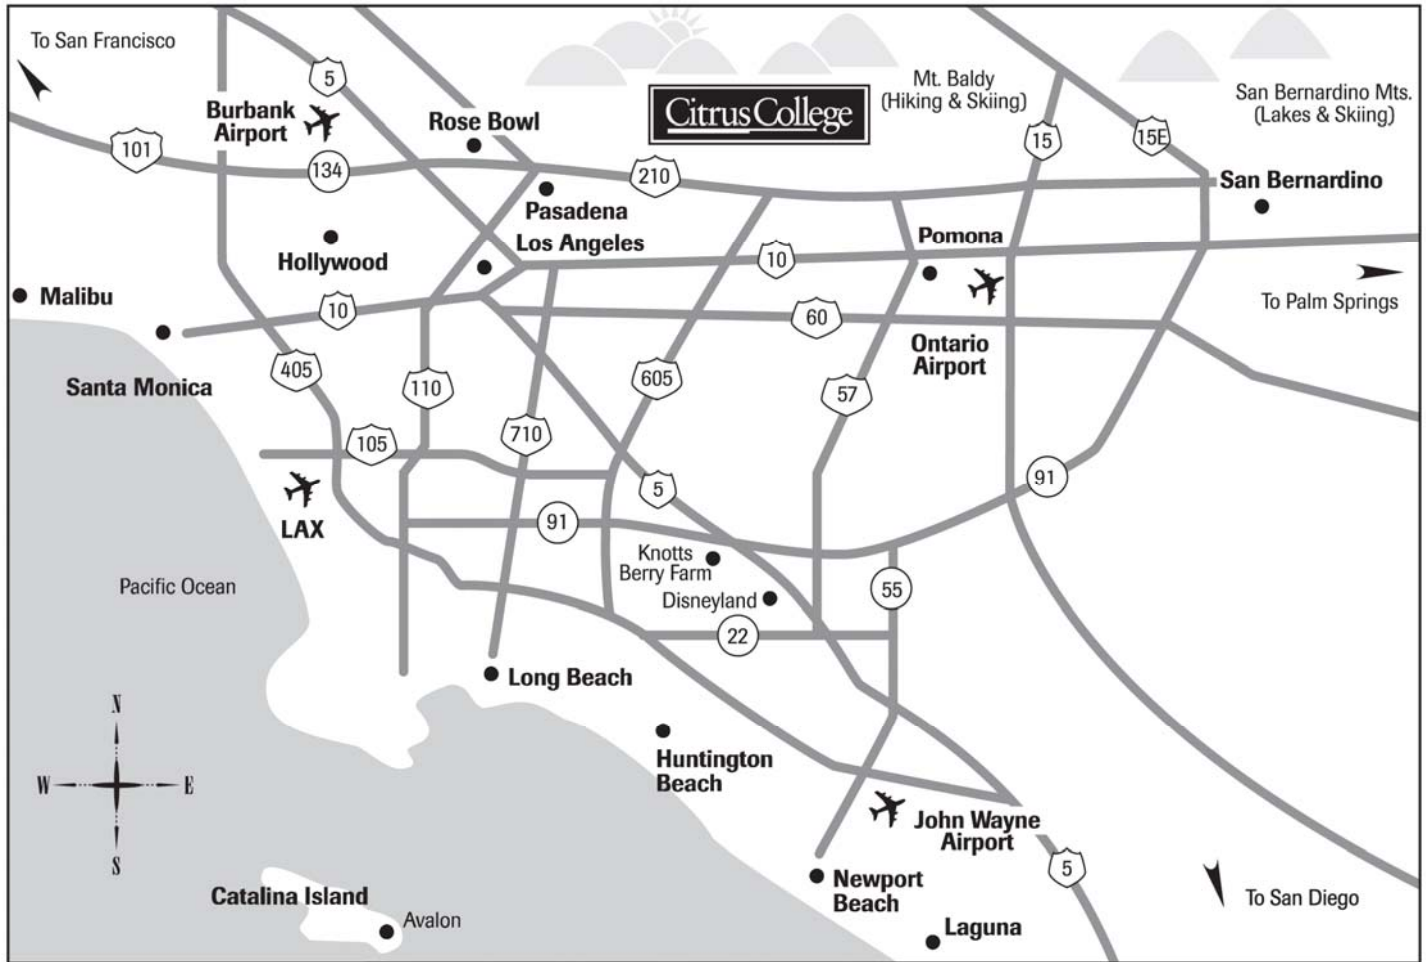 To San Francisco
5
Burbank
Airport
101
134
Rose Bowl
Citrus College
Mt. Baldy
(Hiking & Skiing)
San Bernardino Mts.
(Lakes & Skiing)
15
15E
210
San Bernardino
Pasadena
Los Angeles
Hollywood
Pomona
10
To Palm Springs
Malibu
10
60
Ontario
Airport
Santa Monica
405
110
605
57
105
710
5
91
LAX
91
Knotts
Berry Farm
Disneyland
55
22
Pacific Ocean
Long Beach
N
W
E
S
Huntington
Beach
John Wayne
Airport
5
Newport
Beach
To San Diego
Catalina Island
Avalon
Laguna